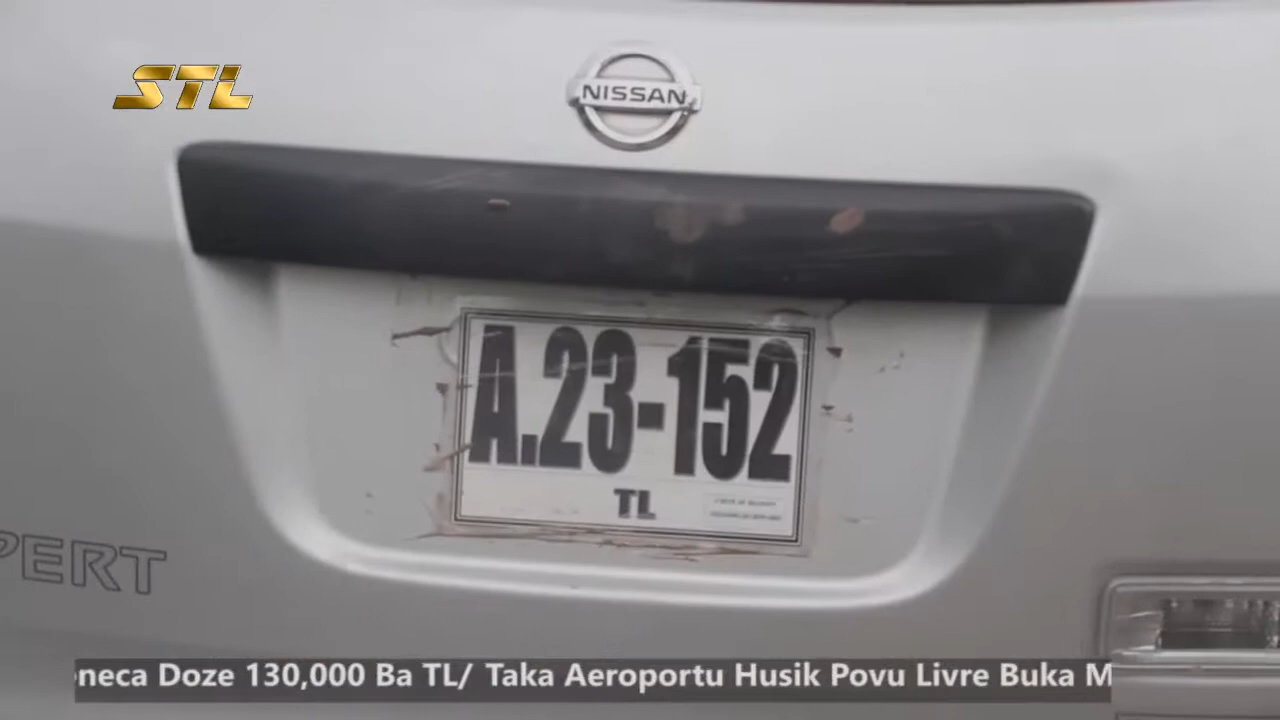 STL
NISSAN
A.23-152
TL
PERT
neca Doze 130,000 Ba TL/ Taka Aeroportu Husik Povu Livre Buka M